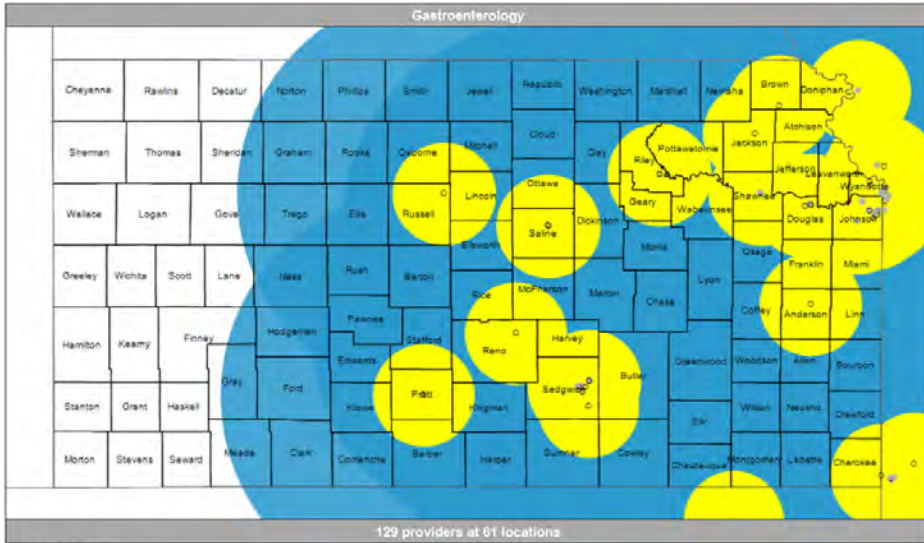 Gastroenterology
Cheyenne Rawlins Decatur Norton Phillips Smith Jewell Republic Washington Marshall Nemaha Brown Doniphan
Atchison
Sherman Thomas Sheridan Graham Rooks Osborne Mitchell Cloud Clay Riley Pottawatomie Jackson
Jefferson Leavenworth
Wyandotte
Wallace Logan Gove Trego Ellis Russell Lincoln Ottawa Saline Dickinson Geary Wabaunsee Shawnee Douglas Johnson
Greeley Wichita Scott Lane Ness Rush Barton Ellsworth McPherson Marion Morris Chase Lyon Osage Franklin Miami
Rice
Hamilton Kearny Finney Hodgeman Pawnee Stafford Reno Harvey Coffey Anderson Linn
Gray Ford Edwards Kiowa Pratt Kingman Sedgwick Butler Greenwood Woodson Allen Bourbon
Stanton Grant Haskell Elk Wilson Neosho Crawford
Morton Stevens Seward Meade Clark Comanche Barber Harper Sumner Cowley Chautauqua Montgomery Labette Cherokee
129 providers at 61 locations